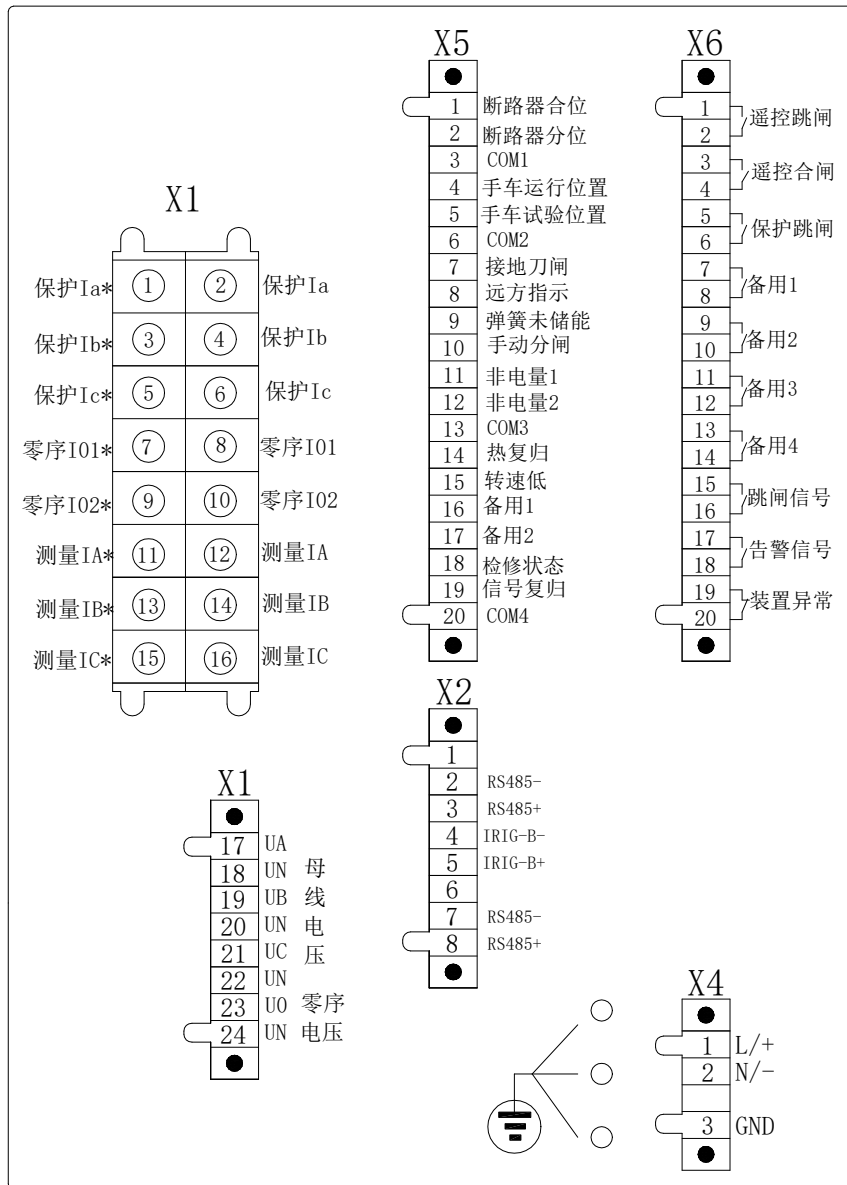 X1
保护Ia* ① ② 保护Ia
保护Ib* ③ ④ 保护Ib
保护Ic* ⑤ ⑥ 保护Ic
零序I01* ⑦ ⑧ 零序I01
零序I02* ⑨ ⑩ 零序I02
测量IA* ⑪ ⑫ 测量IA
测量IB* ⑬ ⑭ 测量IB
测量IC* ⑮ ⑯ 测量IC
X1
17 UA
18 UN
19 UB
20 UN
21 UC
22 UN
母线电压
23 U0 零序
24 UN 电压
X5
1 断路器合位
2 断路器分位
3 COM1
4 手车运行位置
5 手车试验位置
6 COM2
7 接地刀闸
8 远方指示
9 弹簧未储能
10 手动分闸
11 非电量1
12 非电量2
13 COM3
14 热复归
15 转速低
16 备用1
17 备用2
18 检修状态
19 信号复归
20 COM4
X2
1
2 RS485-
3 RS485+
4 IRIG-B-
5 IRIG-B+
6
7 RS485-
8 RS485+
X6
1
2
遥控跳闸
3
4
遥控合闸
5
6
保护跳闸
7
8
备用1
9
10
备用2
11
12
备用3
13
14
备用4
15
16
跳闸信号
17
18
告警信号
19
20
装置异常
X4
1 L/+
2 N/-
3 GND